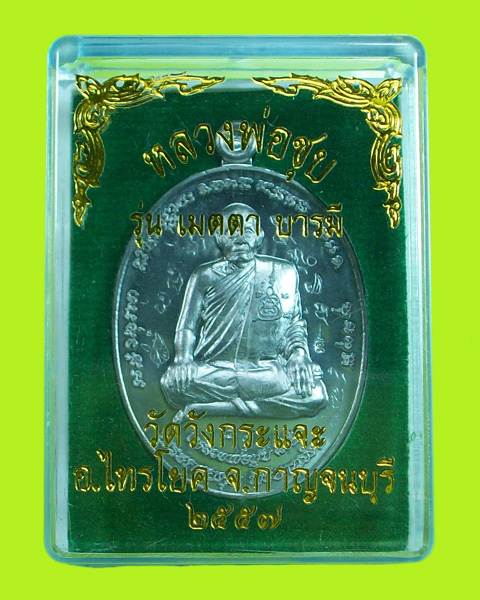 หลวงพ่อชุบ
รุ่น เมตตา บารมี
วัดวังกระแจะ
อ.ไทรโยค จ.กาญจนบุรี
๒๕๕๗